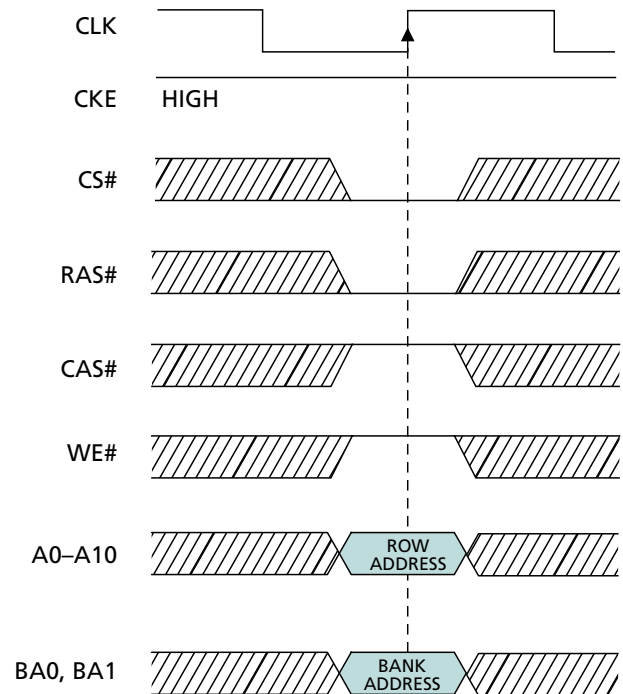 CLK
CKE HIGH
CS#
RAS#
CAS#
WE#
A0–A10 ROW
ADDRESS
BA0, BA1 BANK
ADDRESS